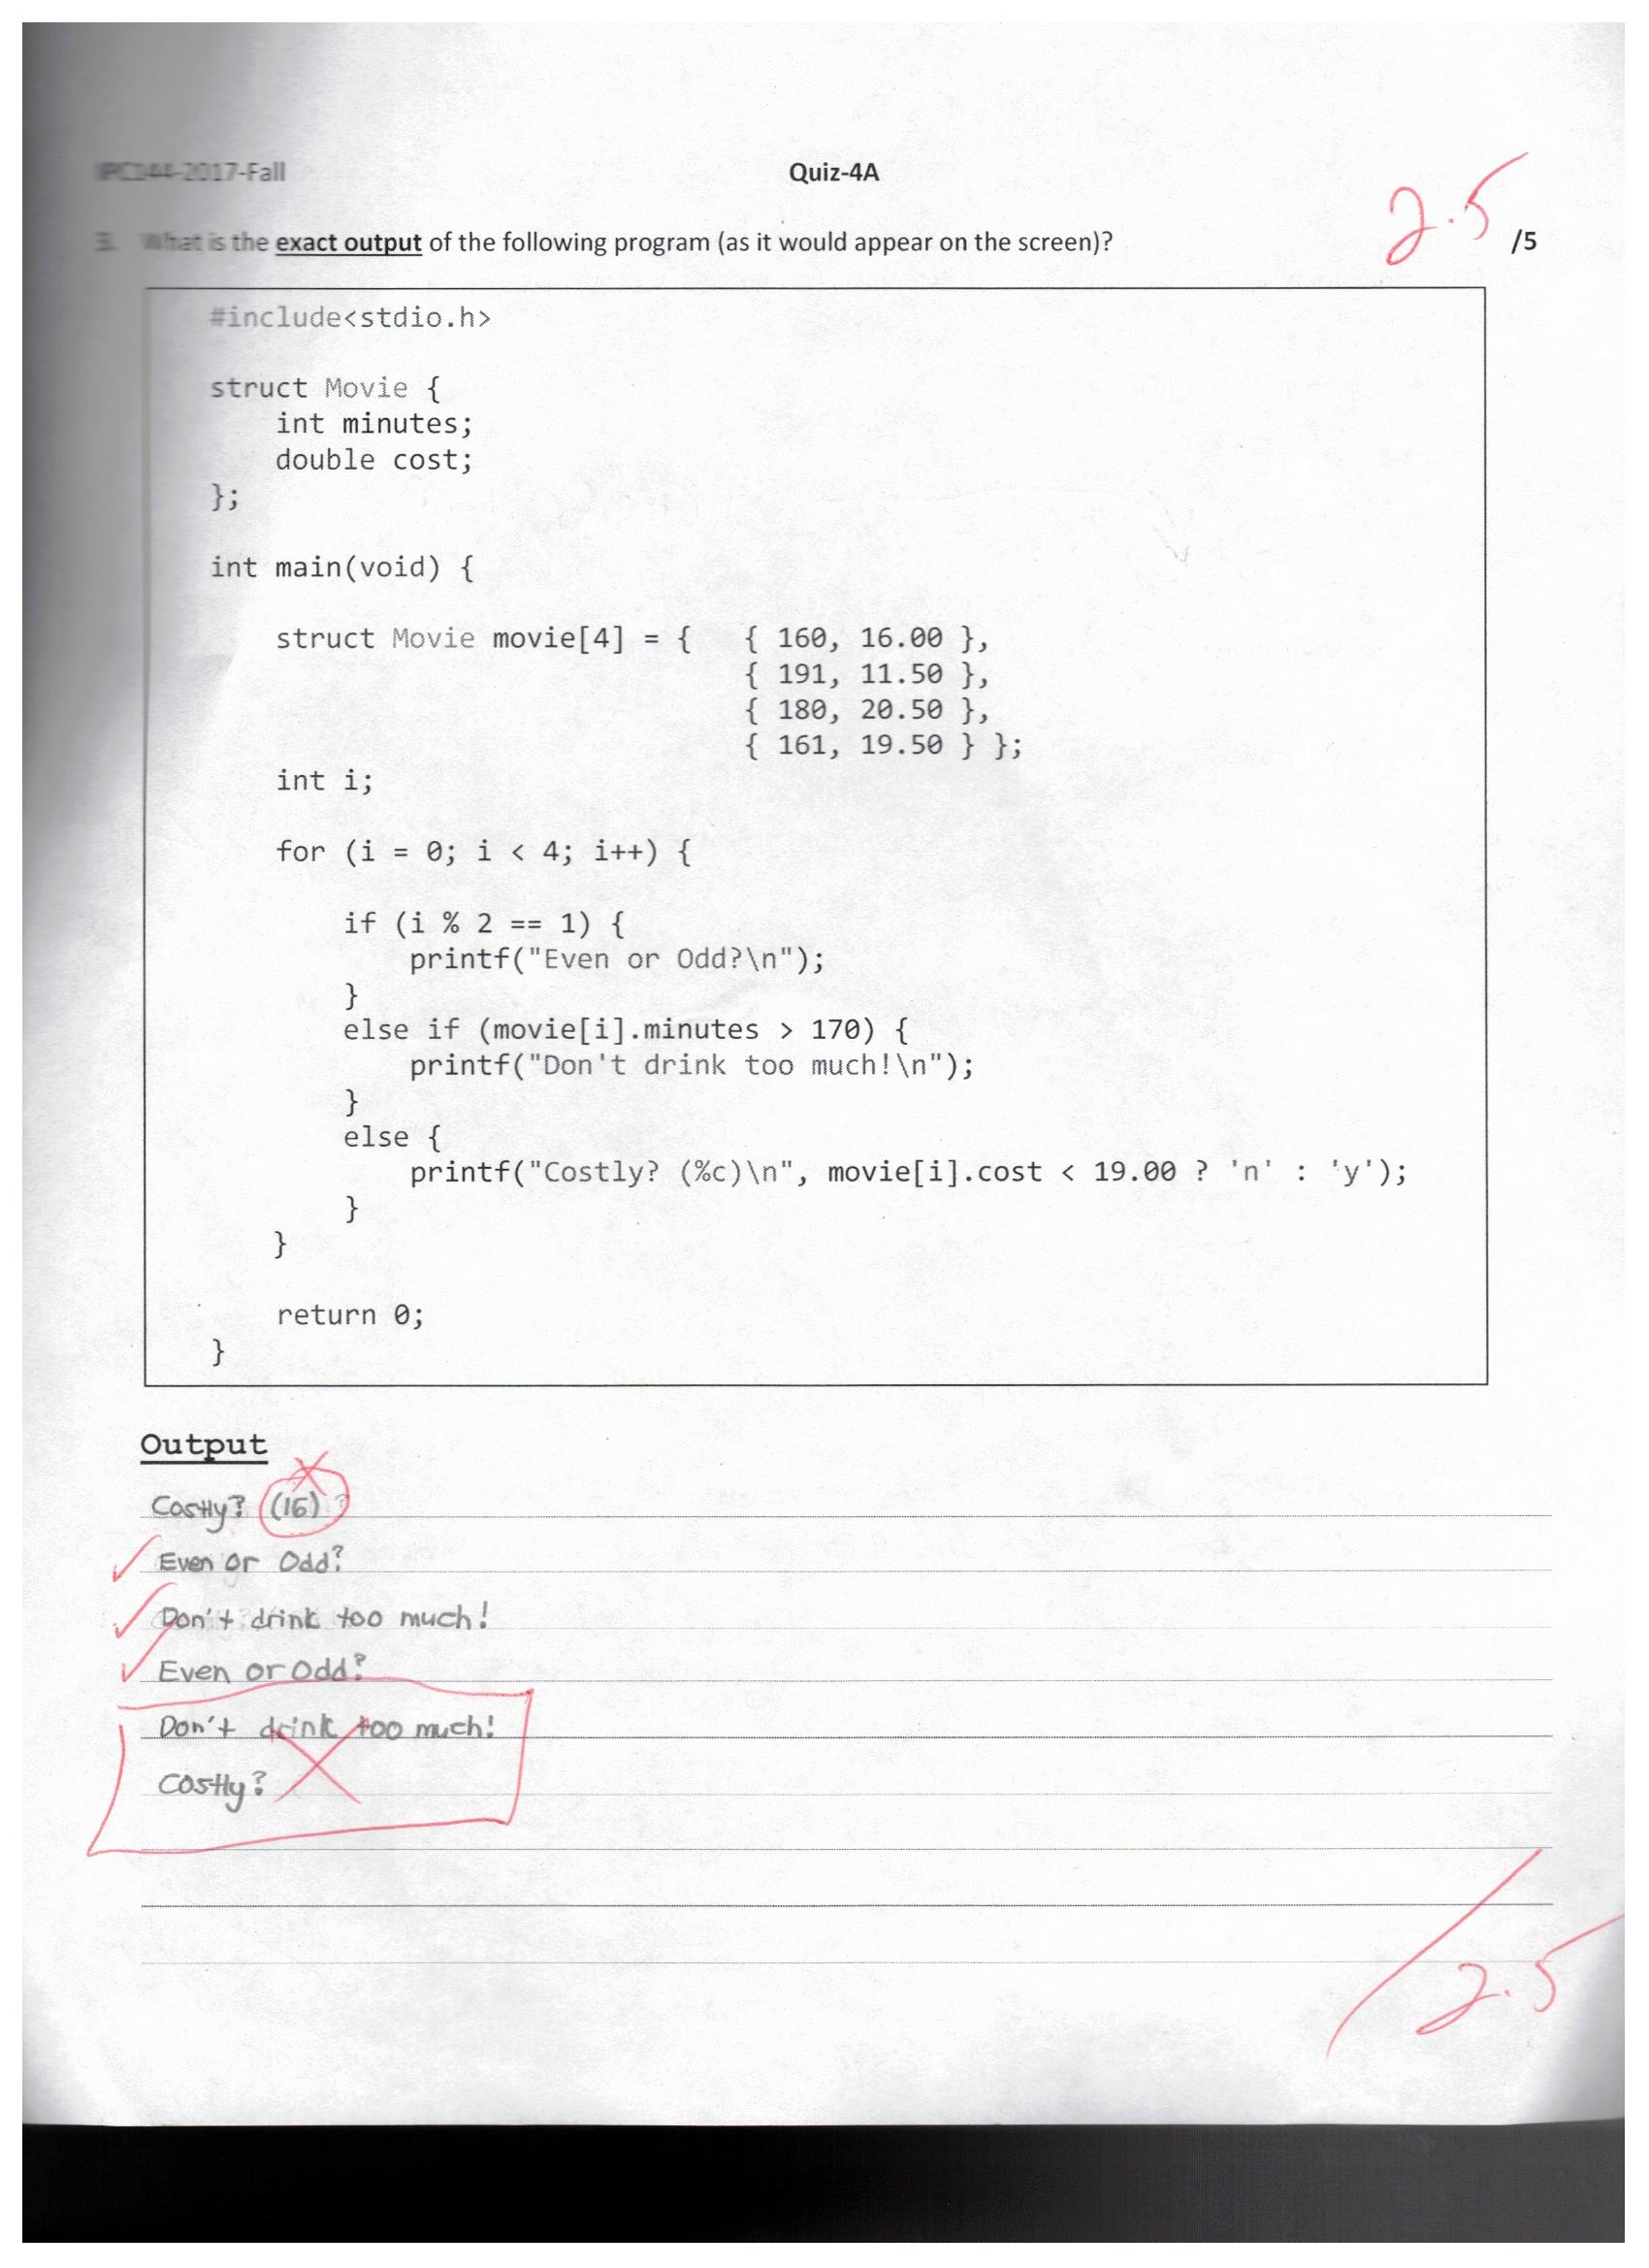 IPC144-2017-Fall
Quiz-4A
2.5 /5
3. What is the exact output of the following program (as it would appear on the screen)?
#include<stdio.h>
struct Movie {
int minutes;
double cost;
};
int main(void) {
struct Movie movie[4] = { { 160, 16.00 },
{ 191, 11.50 },
{ 180, 20.50 },
{ 161, 19.50 } };
int i;
for (i = 0; i < 4; i++) {
if (i % 2 == 1) {
printf("Even or Odd?\n");
}
else if (movie[i].minutes > 170) {
printf("Don't drink too much!\n");
}
else {
printf("Costly? (%c)\n", movie[i].cost < 19.00 ? 'n' : 'y');
}
}
return 0;
}
Output
Costly? (16) ?
Even or Odd?
Don't drink too much!
Even or Odd?
Don't drink too much!
Costly?
2.5